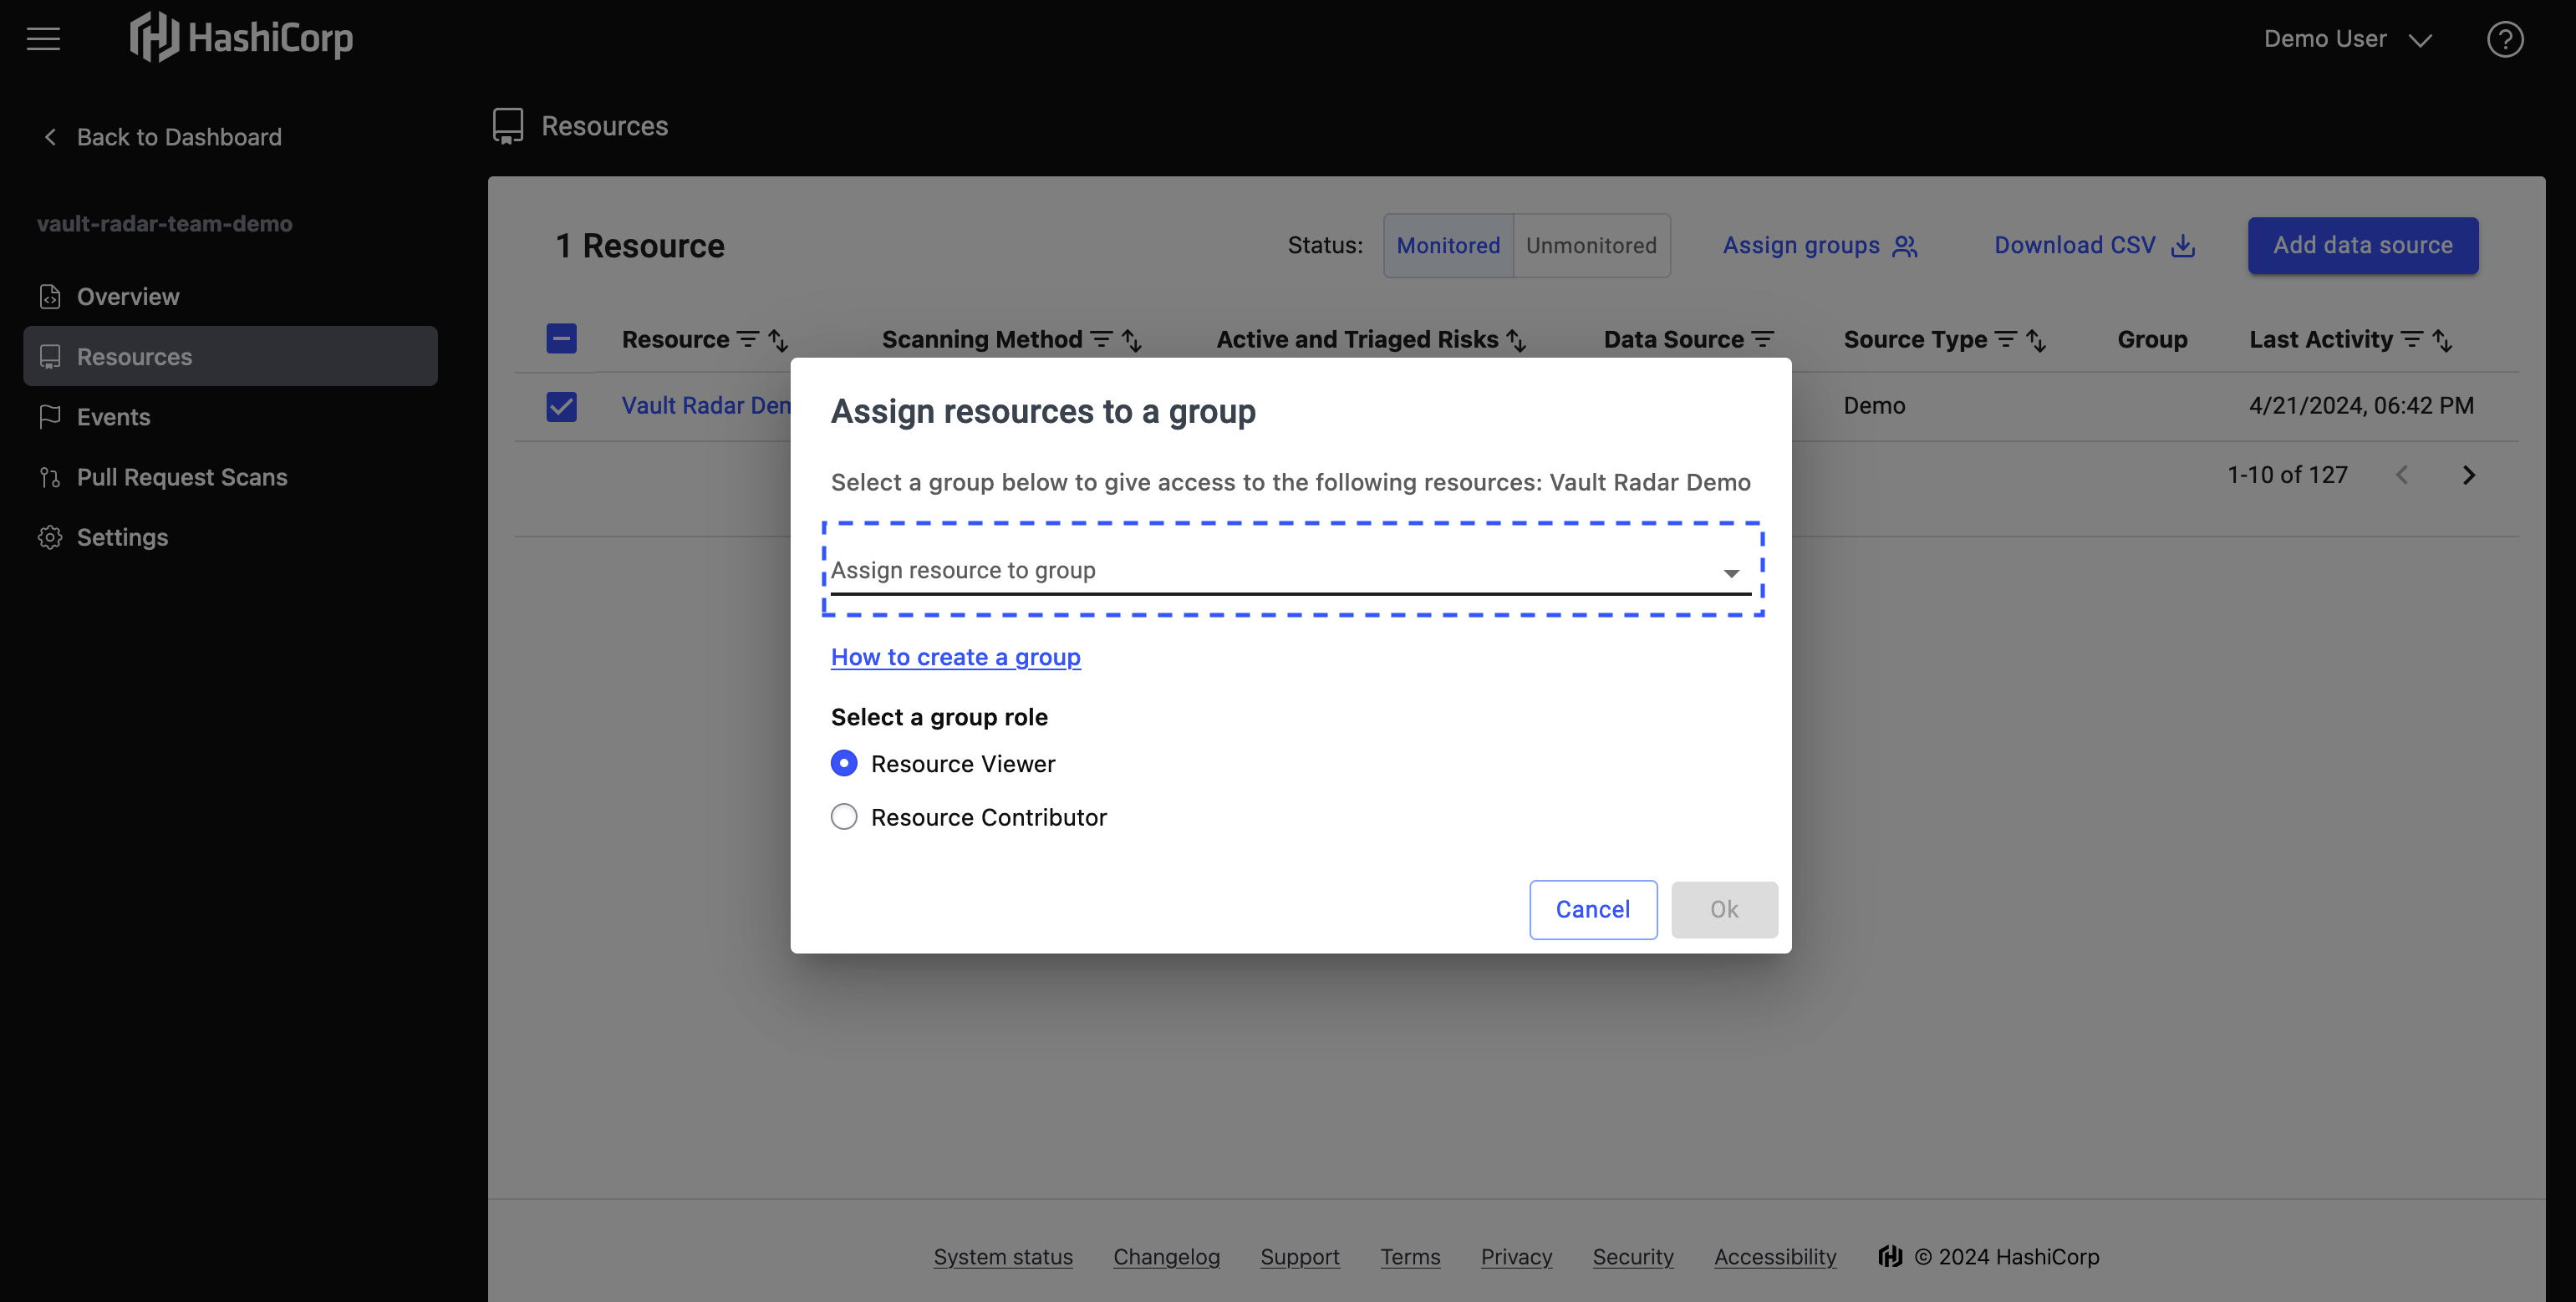 HashiCorp
Demo User
?
Back to Dashboard
Resources
vault-radar-team-demo
Overview
Resources
Events
Pull Request Scans
Settings
1 Resource
Status: Monitored Unmonitored Assign groups Download CSV Add data source
Resource Scanning Method Active and Triaged Risks Data Source Source Type Group Last Activity
Vault Radar Dem Demo 4/21/2024, 06:42 PM
1-10 of 127
Assign resources to a group
Select a group below to give access to the following resources: Vault Radar Demo
Assign resource to group
How to create a group
Select a group role
Resource Viewer
Resource Contributor
Cancel Ok
System status Changelog Support Terms Privacy Security Accessibility © 2024 HashiCorp